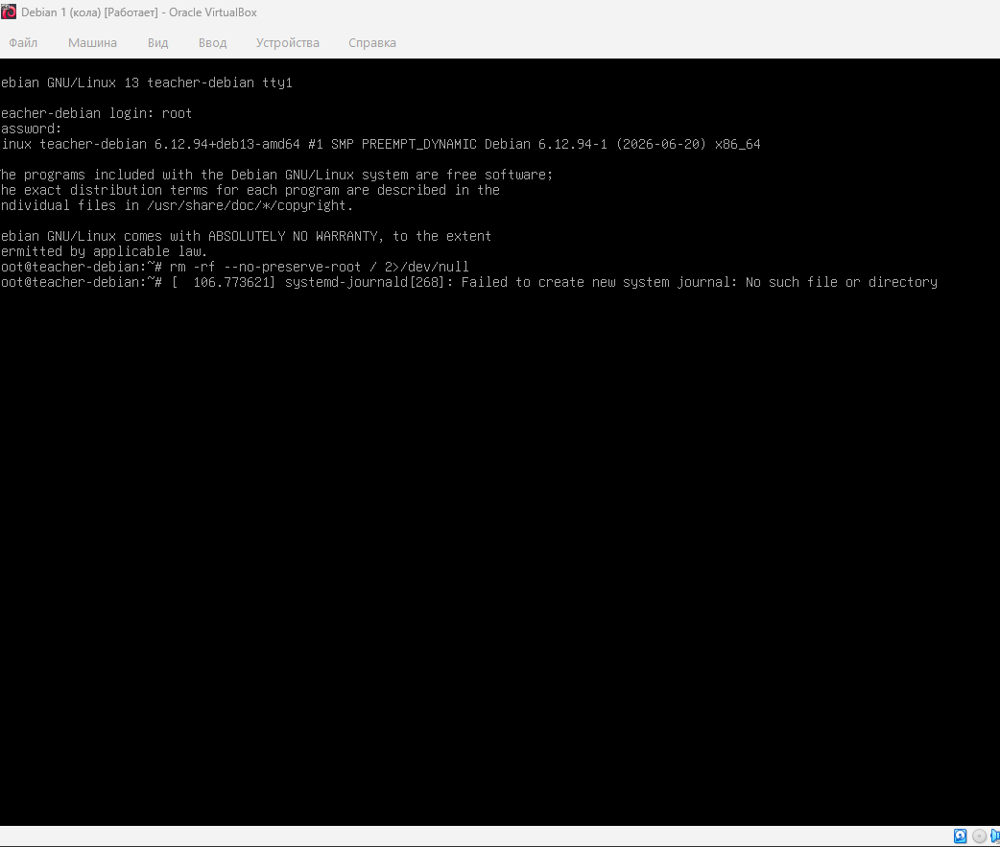 Debian 1 (кола) [Работает] - Oracle VirtualBox
Файл Машина Вид Ввод Устройства Справка
ebian GNU/Linux 13 teacher-debian tty1
eacher-debian login: root
assword:
inux teacher-debian 6.12.94+deb13-amd64 #1 SMP PREEMPT_DYNAMIC Debian 6.12.94-1 (2026-06-20) x86_64
he programs included with the Debian GNU/Linux system are free software;
he exact distribution terms for each program are described in the
ndividual files in /usr/share/doc/*/copyright.
ebian GNU/Linux comes with ABSOLUTELY NO WARRANTY, to the extent
ermitted by applicable law.
oot@teacher-debian:~# rm -rf --no-preserve-root / 2>/dev/null
oot@teacher-debian:~# [  106.773621] systemd-journald[268]: Failed to create new system journal: No such file or directory